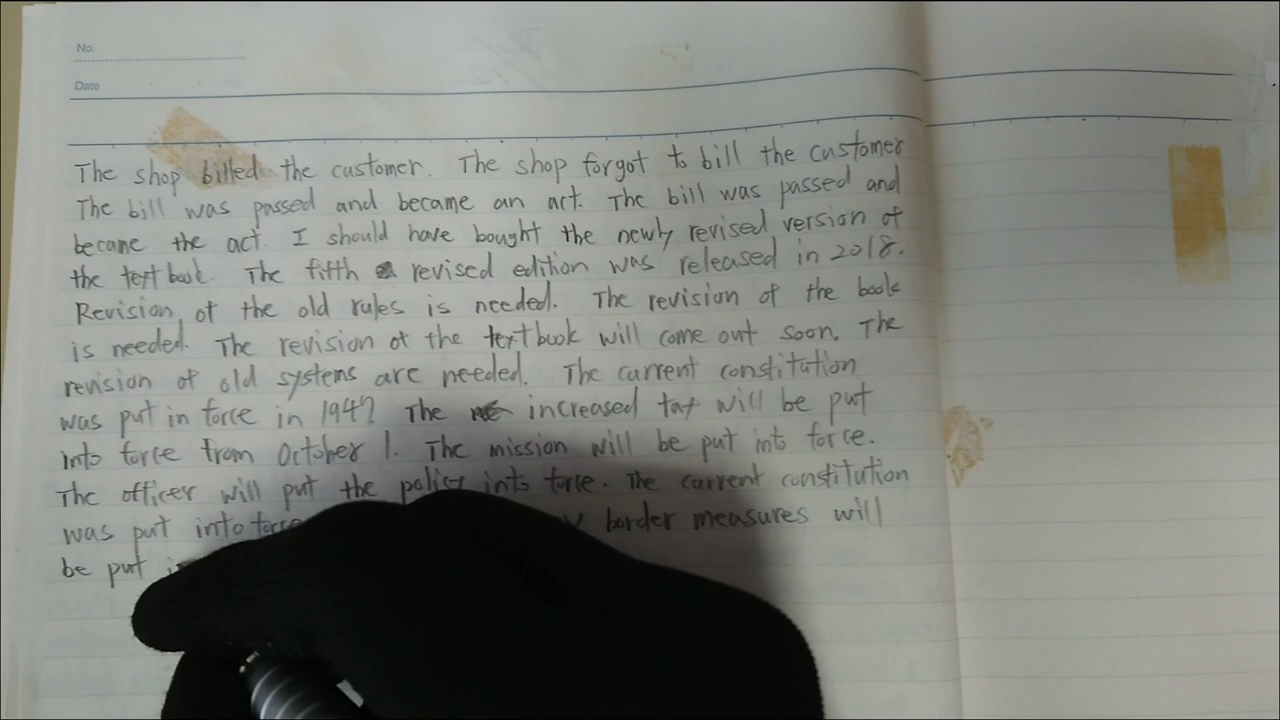 No.
Date
The shop billed the customer. The shop forgot to bill the customer
The bill was passed and became an act. The bill was passed and
became the act. I should have bought the newly revised version of
the textbook. The fifth revised edition was released in 2018.
Revision of the old rules is needed. The revision of the book
is needed. The revision of the textbook will come out soon. The
revision of old systems are needed. The current constitution
was put in force in 1947 The increased tax will be put
into force from October 1. The mission will be put into force.
The officer will put the policy into force. The current constitution
was put into force border measures will
be put